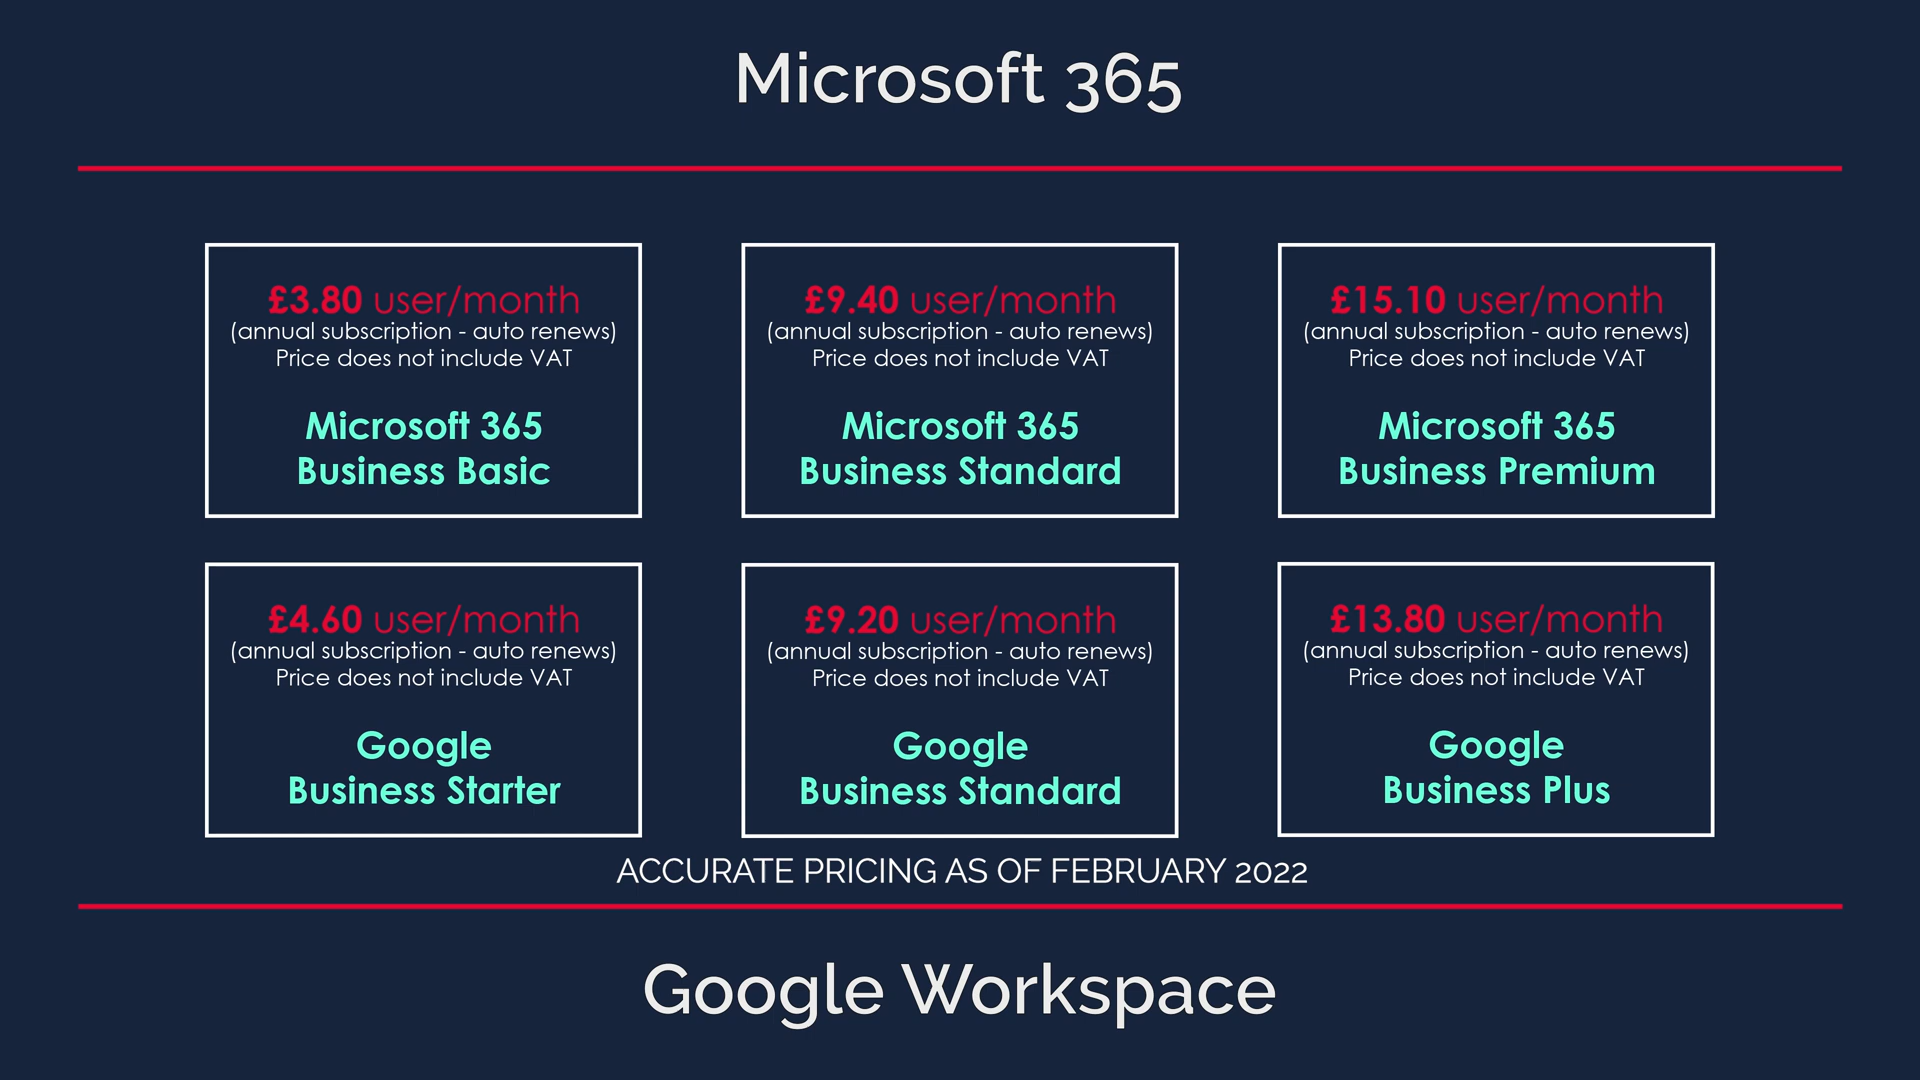 Microsoft 365
£3.80 user/month
(annual subscription - auto renews)
Price does not include VAT
Microsoft 365
Business Basic
£9.40 user/month
(annual subscription - auto renews)
Price does not include VAT
Microsoft 365
Business Standard
£15.10 user/month
(annual subscription - auto renews)
Price does not include VAT
Microsoft 365
Business Premium
£4.60 user/month
(annual subscription - auto renews)
Price does not include VAT
Google
Business Starter
£9.20 user/month
(annual subscription - auto renews)
Price does not include VAT
Google
Business Standard
£13.80 user/month
(annual subscription - auto renews)
Price does not include VAT
Google
Business Plus
ACCURATE PRICING AS OF FEBRUARY 2022
Google Workspace